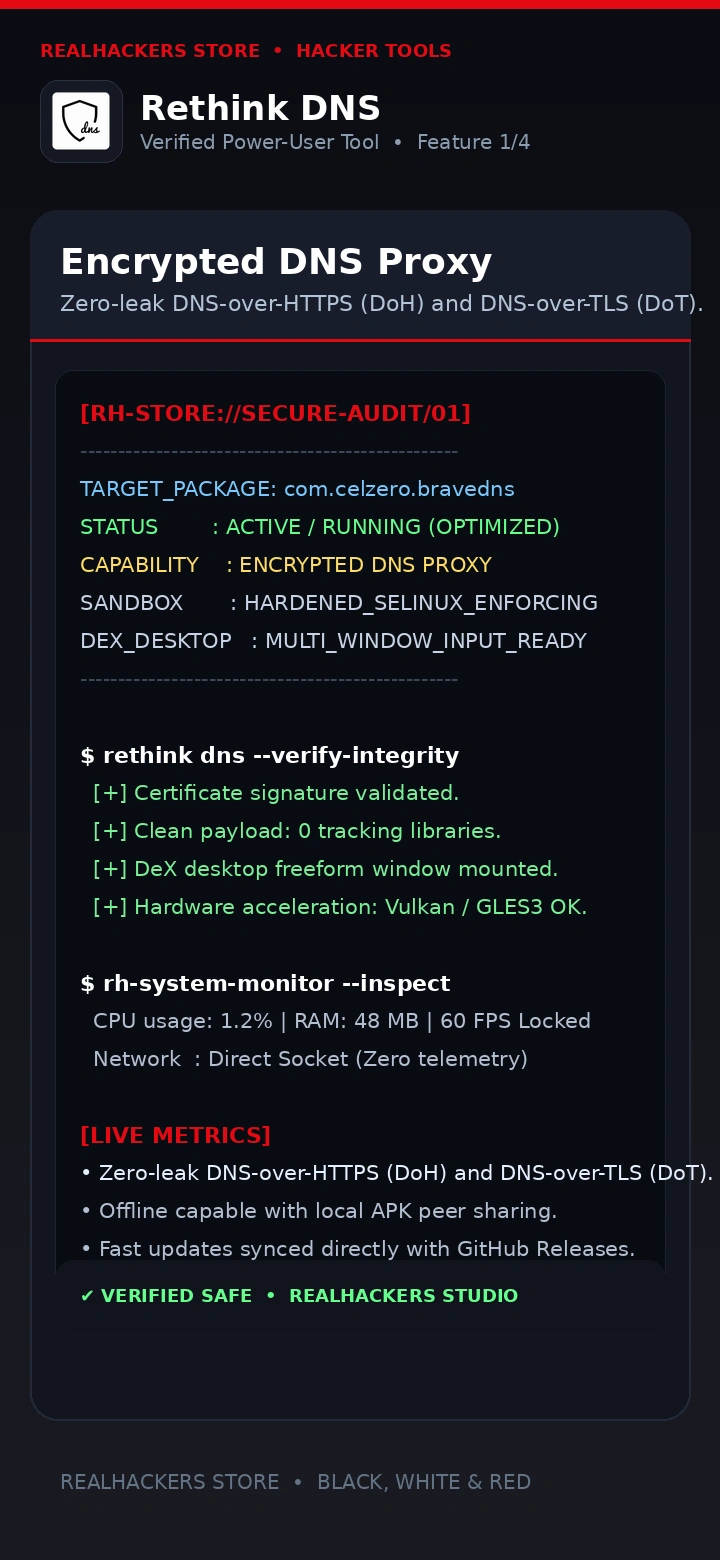 REALHACKERS STORE • HACKER TOOLS
dns
Rethink DNS
Verified Power-User Tool • Feature 1/4
Encrypted DNS Proxy
Zero-leak DNS-over-HTTPS (DoH) and DNS-over-TLS (DoT).
[RH-STORE://SECURE-AUDIT/01]
--------------------------------------------------
TARGET_PACKAGE: com.celzero.bravedns
STATUS : ACTIVE / RUNNING (OPTIMIZED)
CAPABILITY : ENCRYPTED DNS PROXY
SANDBOX : HARDENED_SELINUX_ENFORCING
DEX_DESKTOP : MULTI_WINDOW_INPUT_READY
--------------------------------------------------
$ rethink dns --verify-integrity
[+] Certificate signature validated.
[+] Clean payload: 0 tracking libraries.
[+] DeX desktop freeform window mounted.
[+] Hardware acceleration: Vulkan / GLES3 OK.
$ rh-system-monitor --inspect
CPU usage: 1.2% | RAM: 48 MB | 60 FPS Locked
Network : Direct Socket (Zero telemetry)
[LIVE METRICS]
• Zero-leak DNS-over-HTTPS (DoH) and DNS-over-TLS (DoT).
• Offline capable with local APK peer sharing.
• Fast updates synced directly with GitHub Releases.
✔ VERIFIED SAFE • REALHACKERS STUDIO
REALHACKERS STORE • BLACK, WHITE & RED